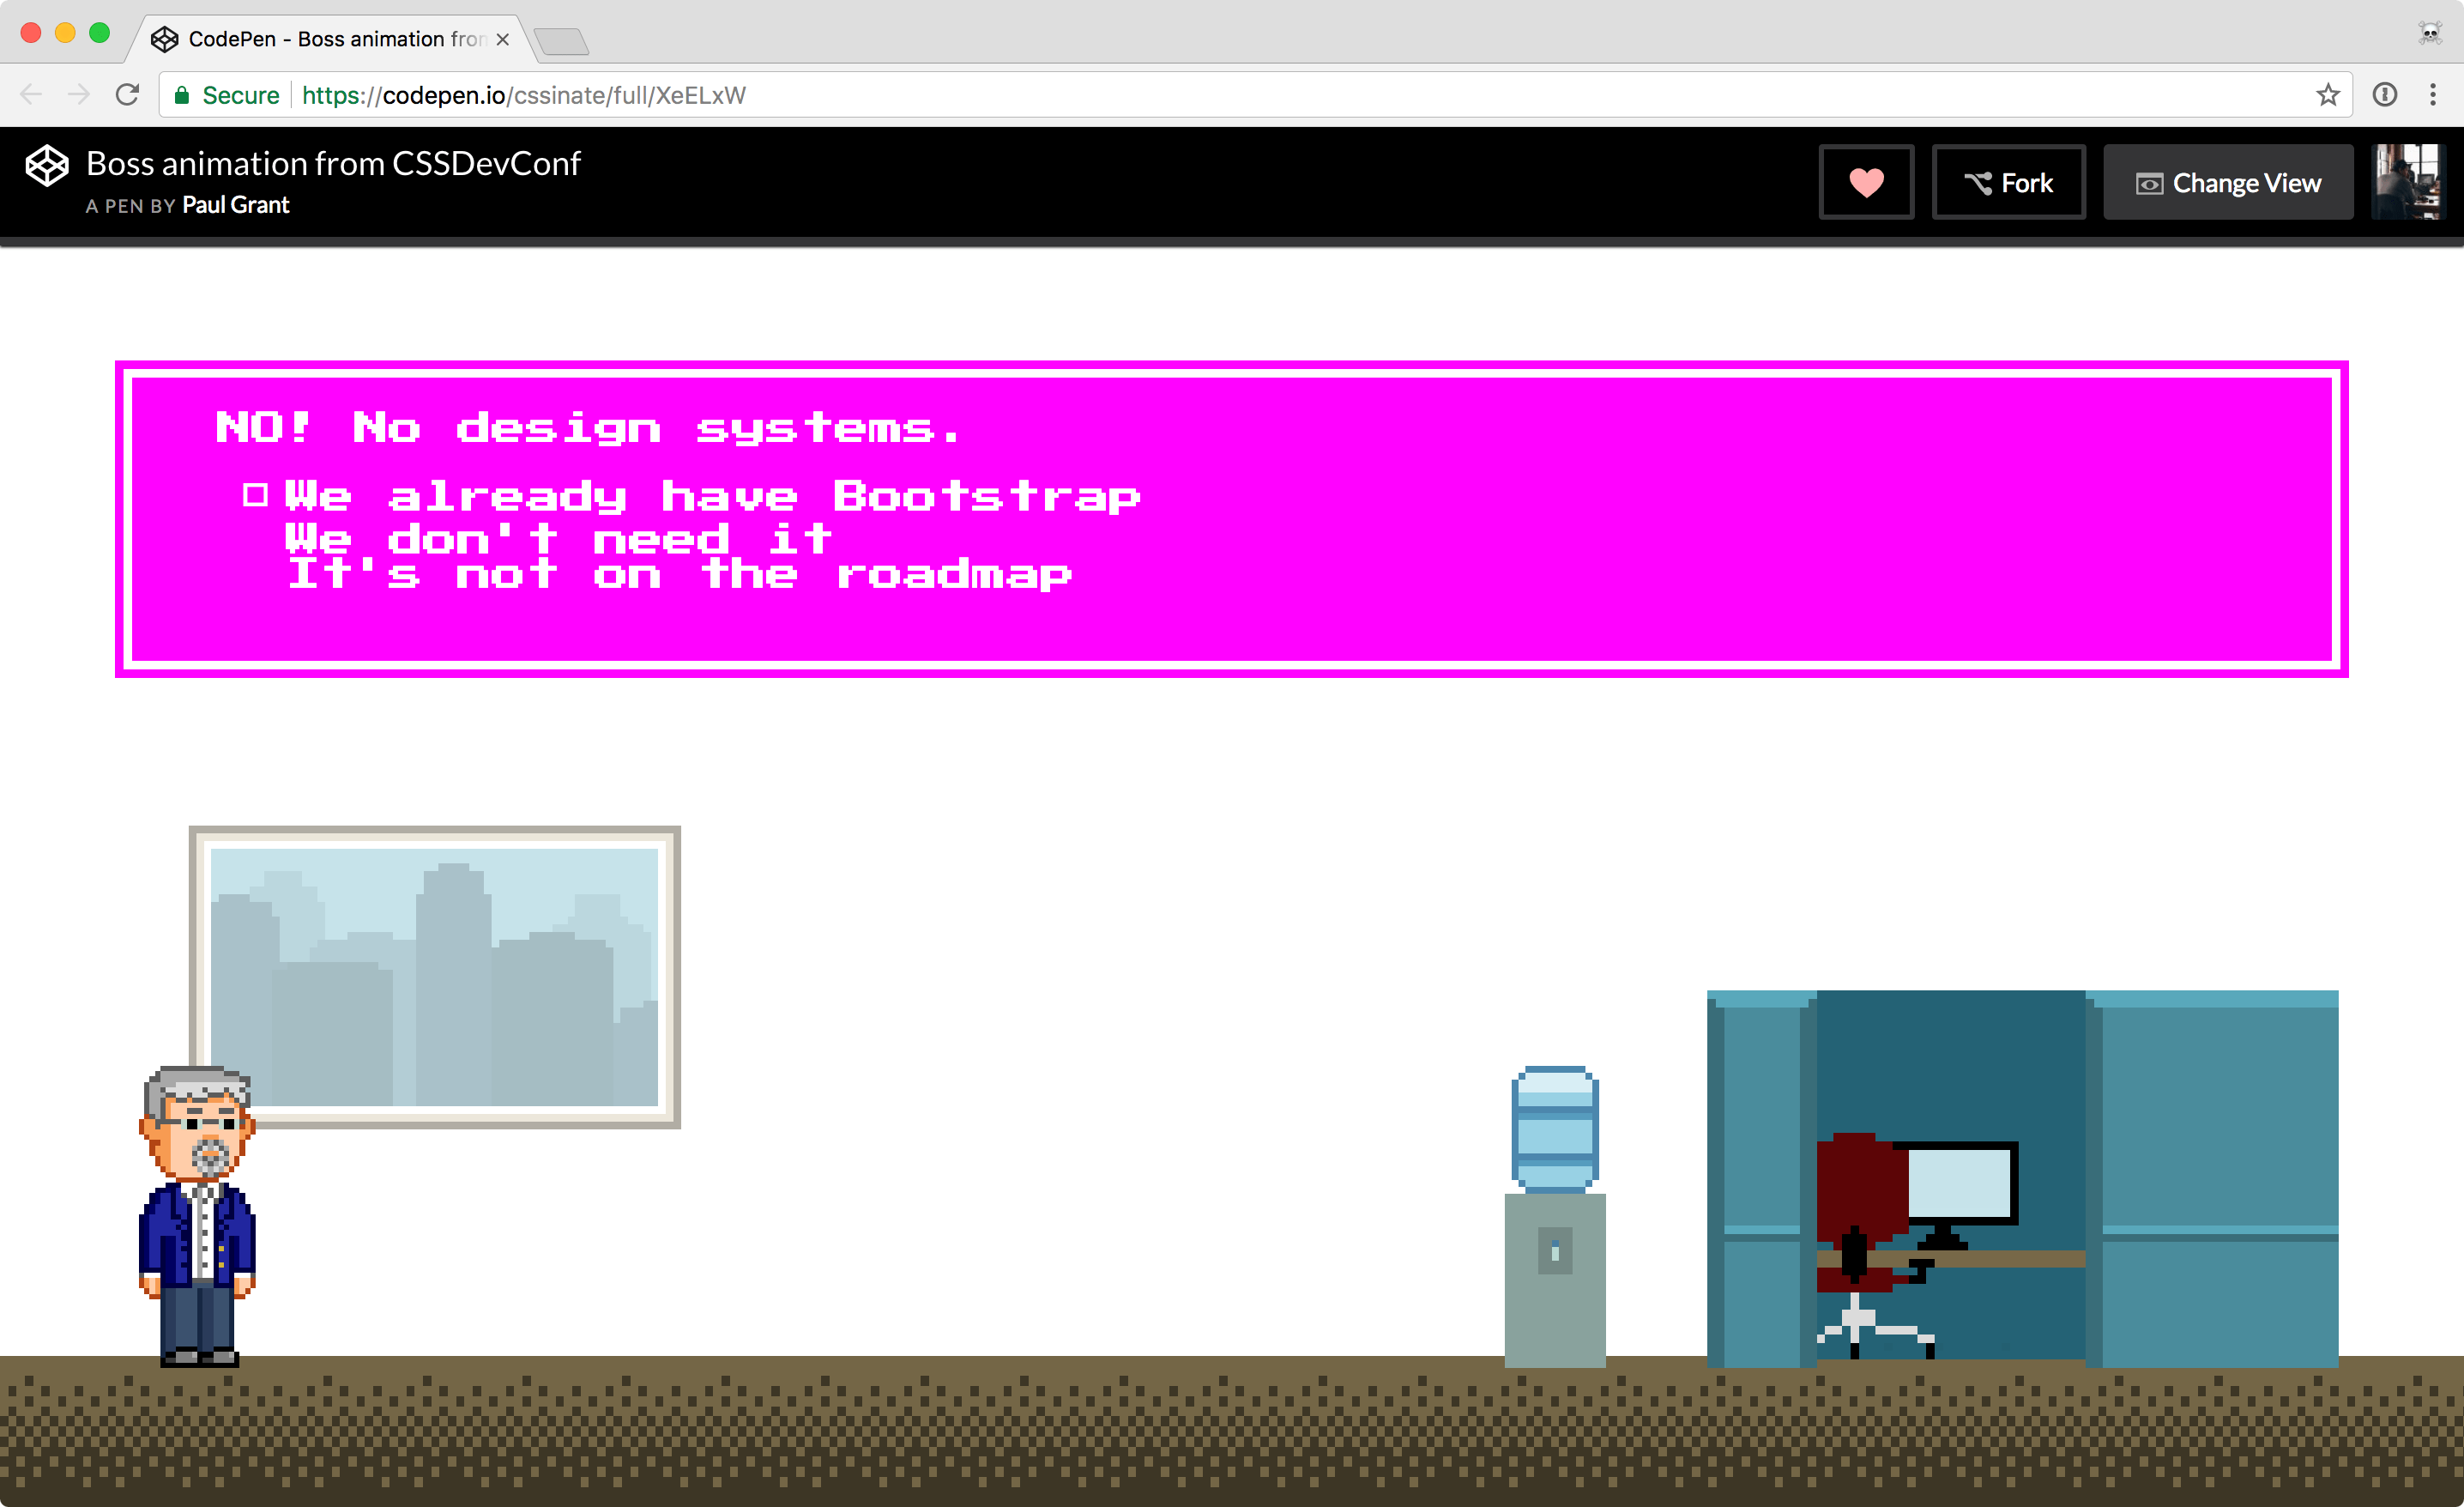 CodePen - Boss animation from
Secure https://codepen.io/cssinate/full/XeELxW
Boss animation from CSSDevConf
A PEN BY Paul Grant
Fork
Change View
NO! No design systems.
We already have Bootstrap
We don't need it
It's not on the roadmap